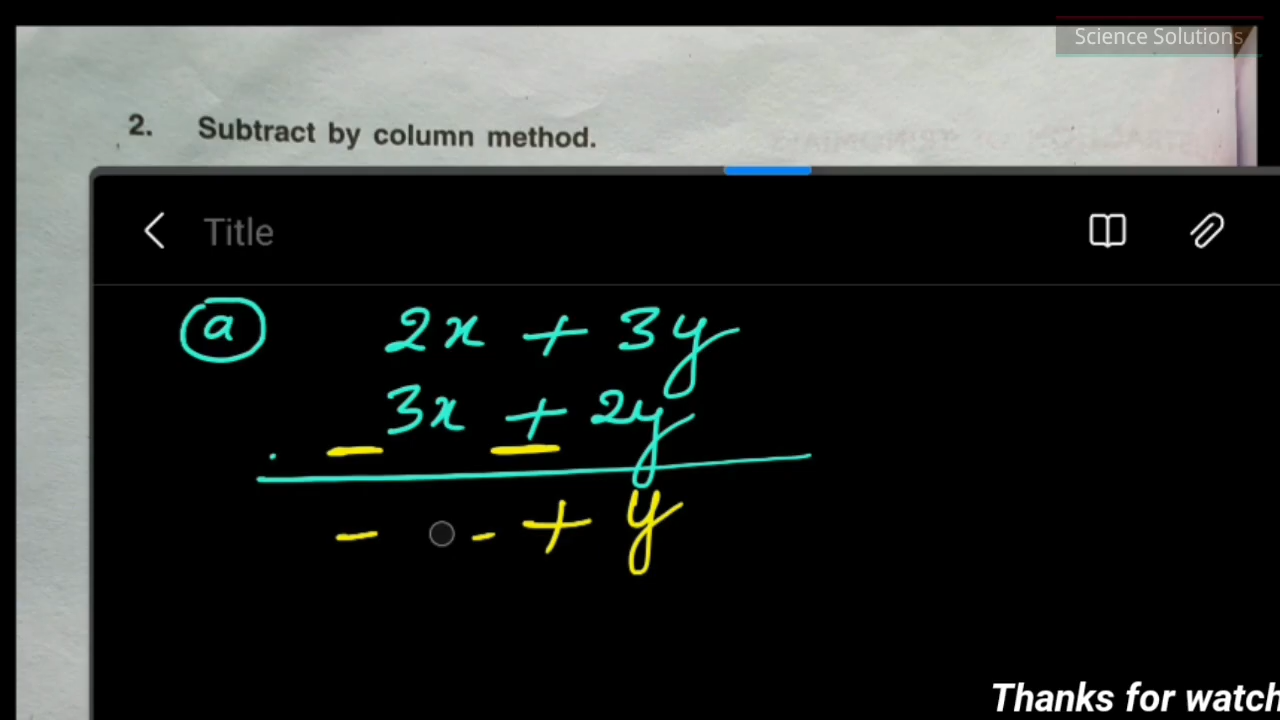 Science Solutions
2. Subtract by column method.
Title
a 2x + 3y
3x + 2y
− −
− - + y
Thanks for watch